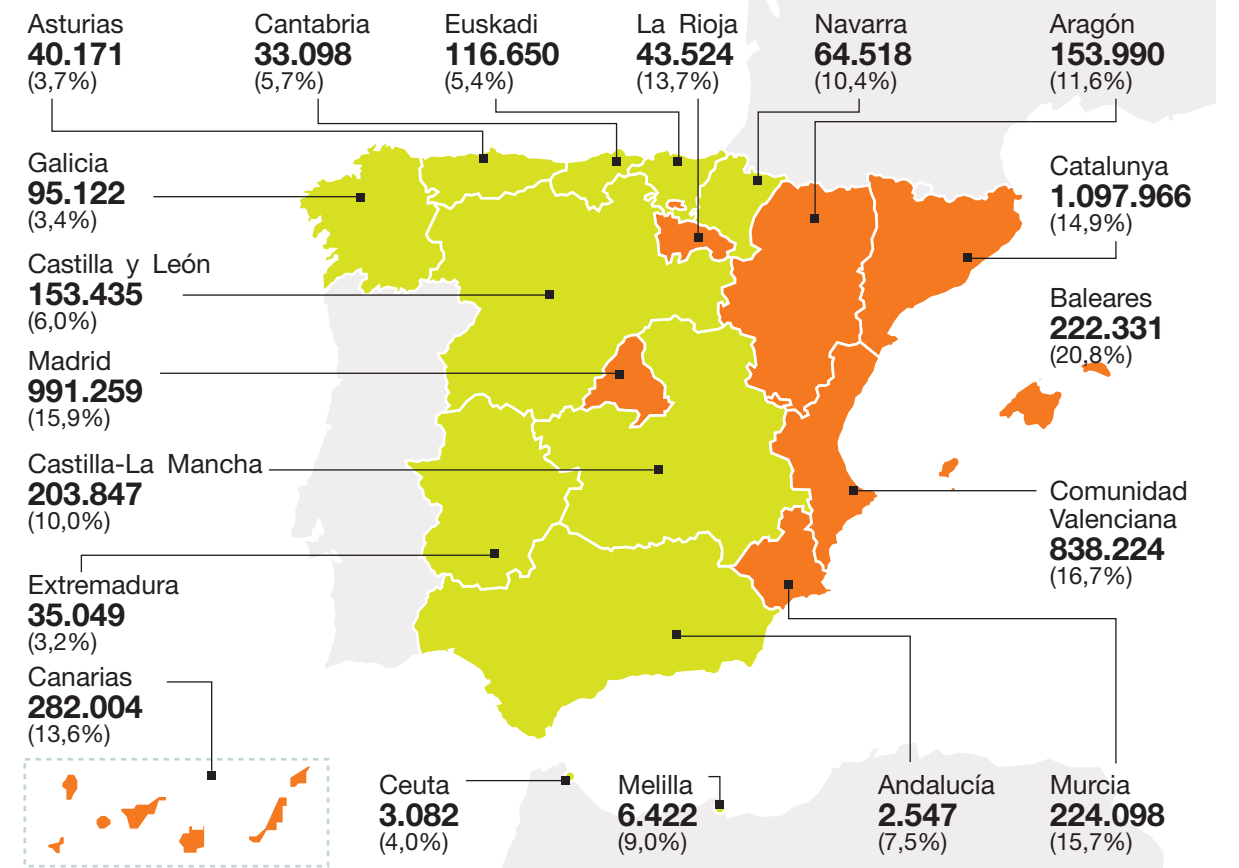 Asturias
40.171
(3,7%)
Cantabria
33.098
(5,7%)
Euskadi
116.650
(5,4%)
La Rioja
43.524
(13,7%)
Navarra
64.518
(10,4%)
Aragón
153.990
(11,6%)
Galicia
95.122
(3,4%)
Catalunya
1.097.966
(14,9%)
Castilla y León
153.435
(6,0%)
Baleares
222.331
(20,8%)
Madrid
991.259
(15,9%)
Castilla-La Mancha
203.847
(10,0%)
Comunidad
Valenciana
838.224
(16,7%)
Extremadura
35.049
(3,2%)
Canarias
282.004
(13,6%)
Ceuta
3.082
(4,0%)
Melilla
6.422
(9,0%)
Andalucía
2.547
(7,5%)
Murcia
224.098
(15,7%)